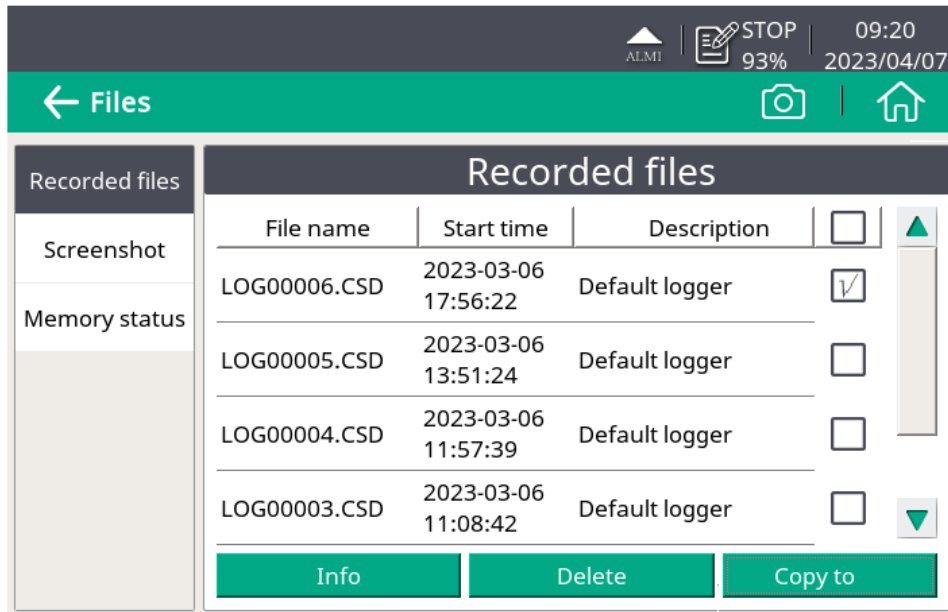 ALM1
STOP
93%
09:20
2023/04/07
Files
Recorded files
Screenshot
Memory status
Recorded files
File name Start time Description
LOG00006.CSD 2023-03-06 17:56:22 Default logger
LOG00005.CSD 2023-03-06 13:51:24 Default logger
LOG00004.CSD 2023-03-06 11:57:39 Default logger
LOG00003.CSD 2023-03-06 11:08:42 Default logger
Info Delete Copy to